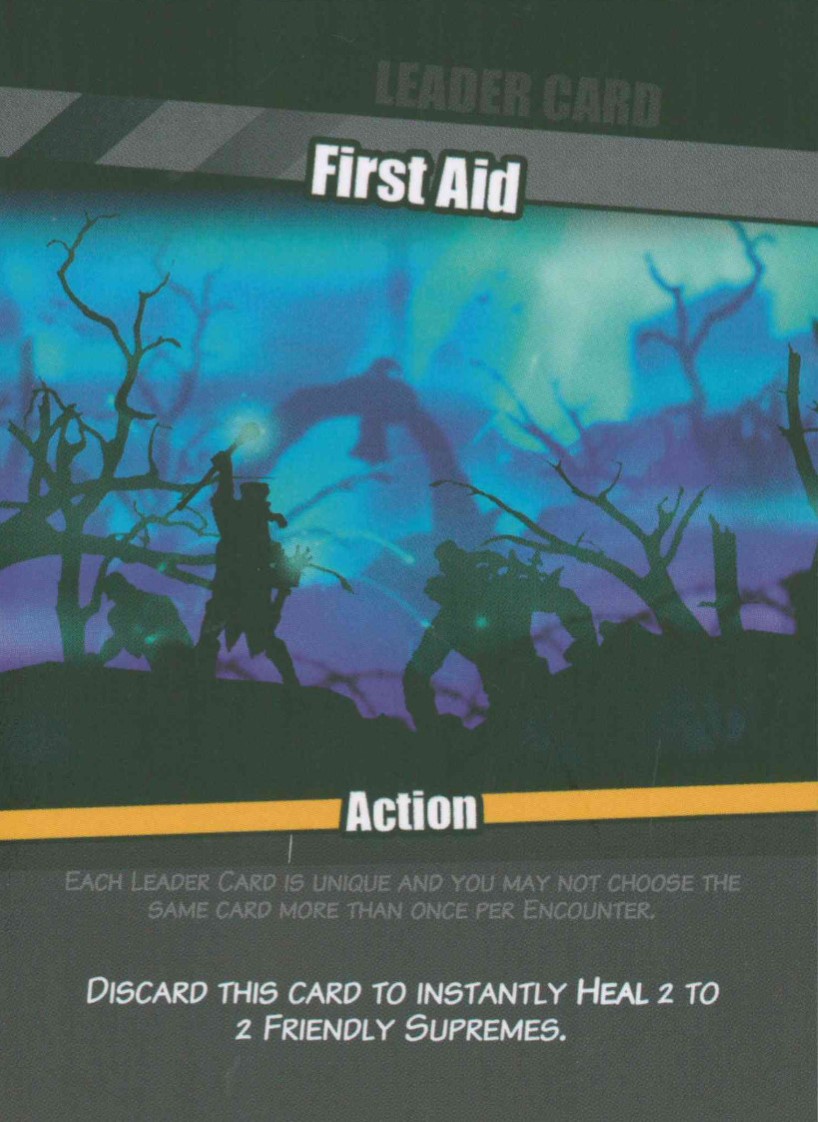 LEADER CARD
First Aid
Action
EACH LEADER CARD IS UNIQUE AND YOU MAY NOT CHOOSE THE
SAME CARD MORE THAN ONCE PER ENCOUNTER.
DISCARD THIS CARD TO INSTANTLY HEAL 2 TO
2 FRIENDLY SUPREMES.